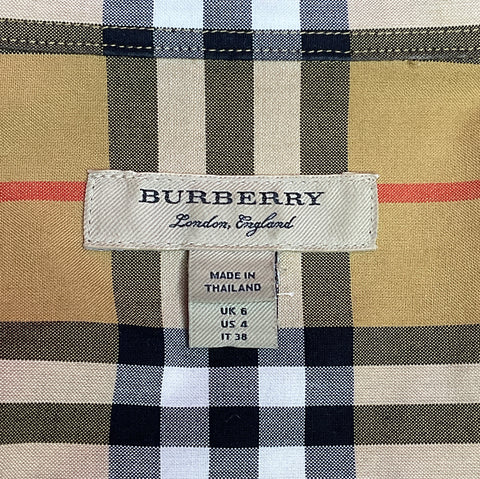 BURBERRY
London, England
MADE IN
THAILAND
UK 6
US 4
IT 38